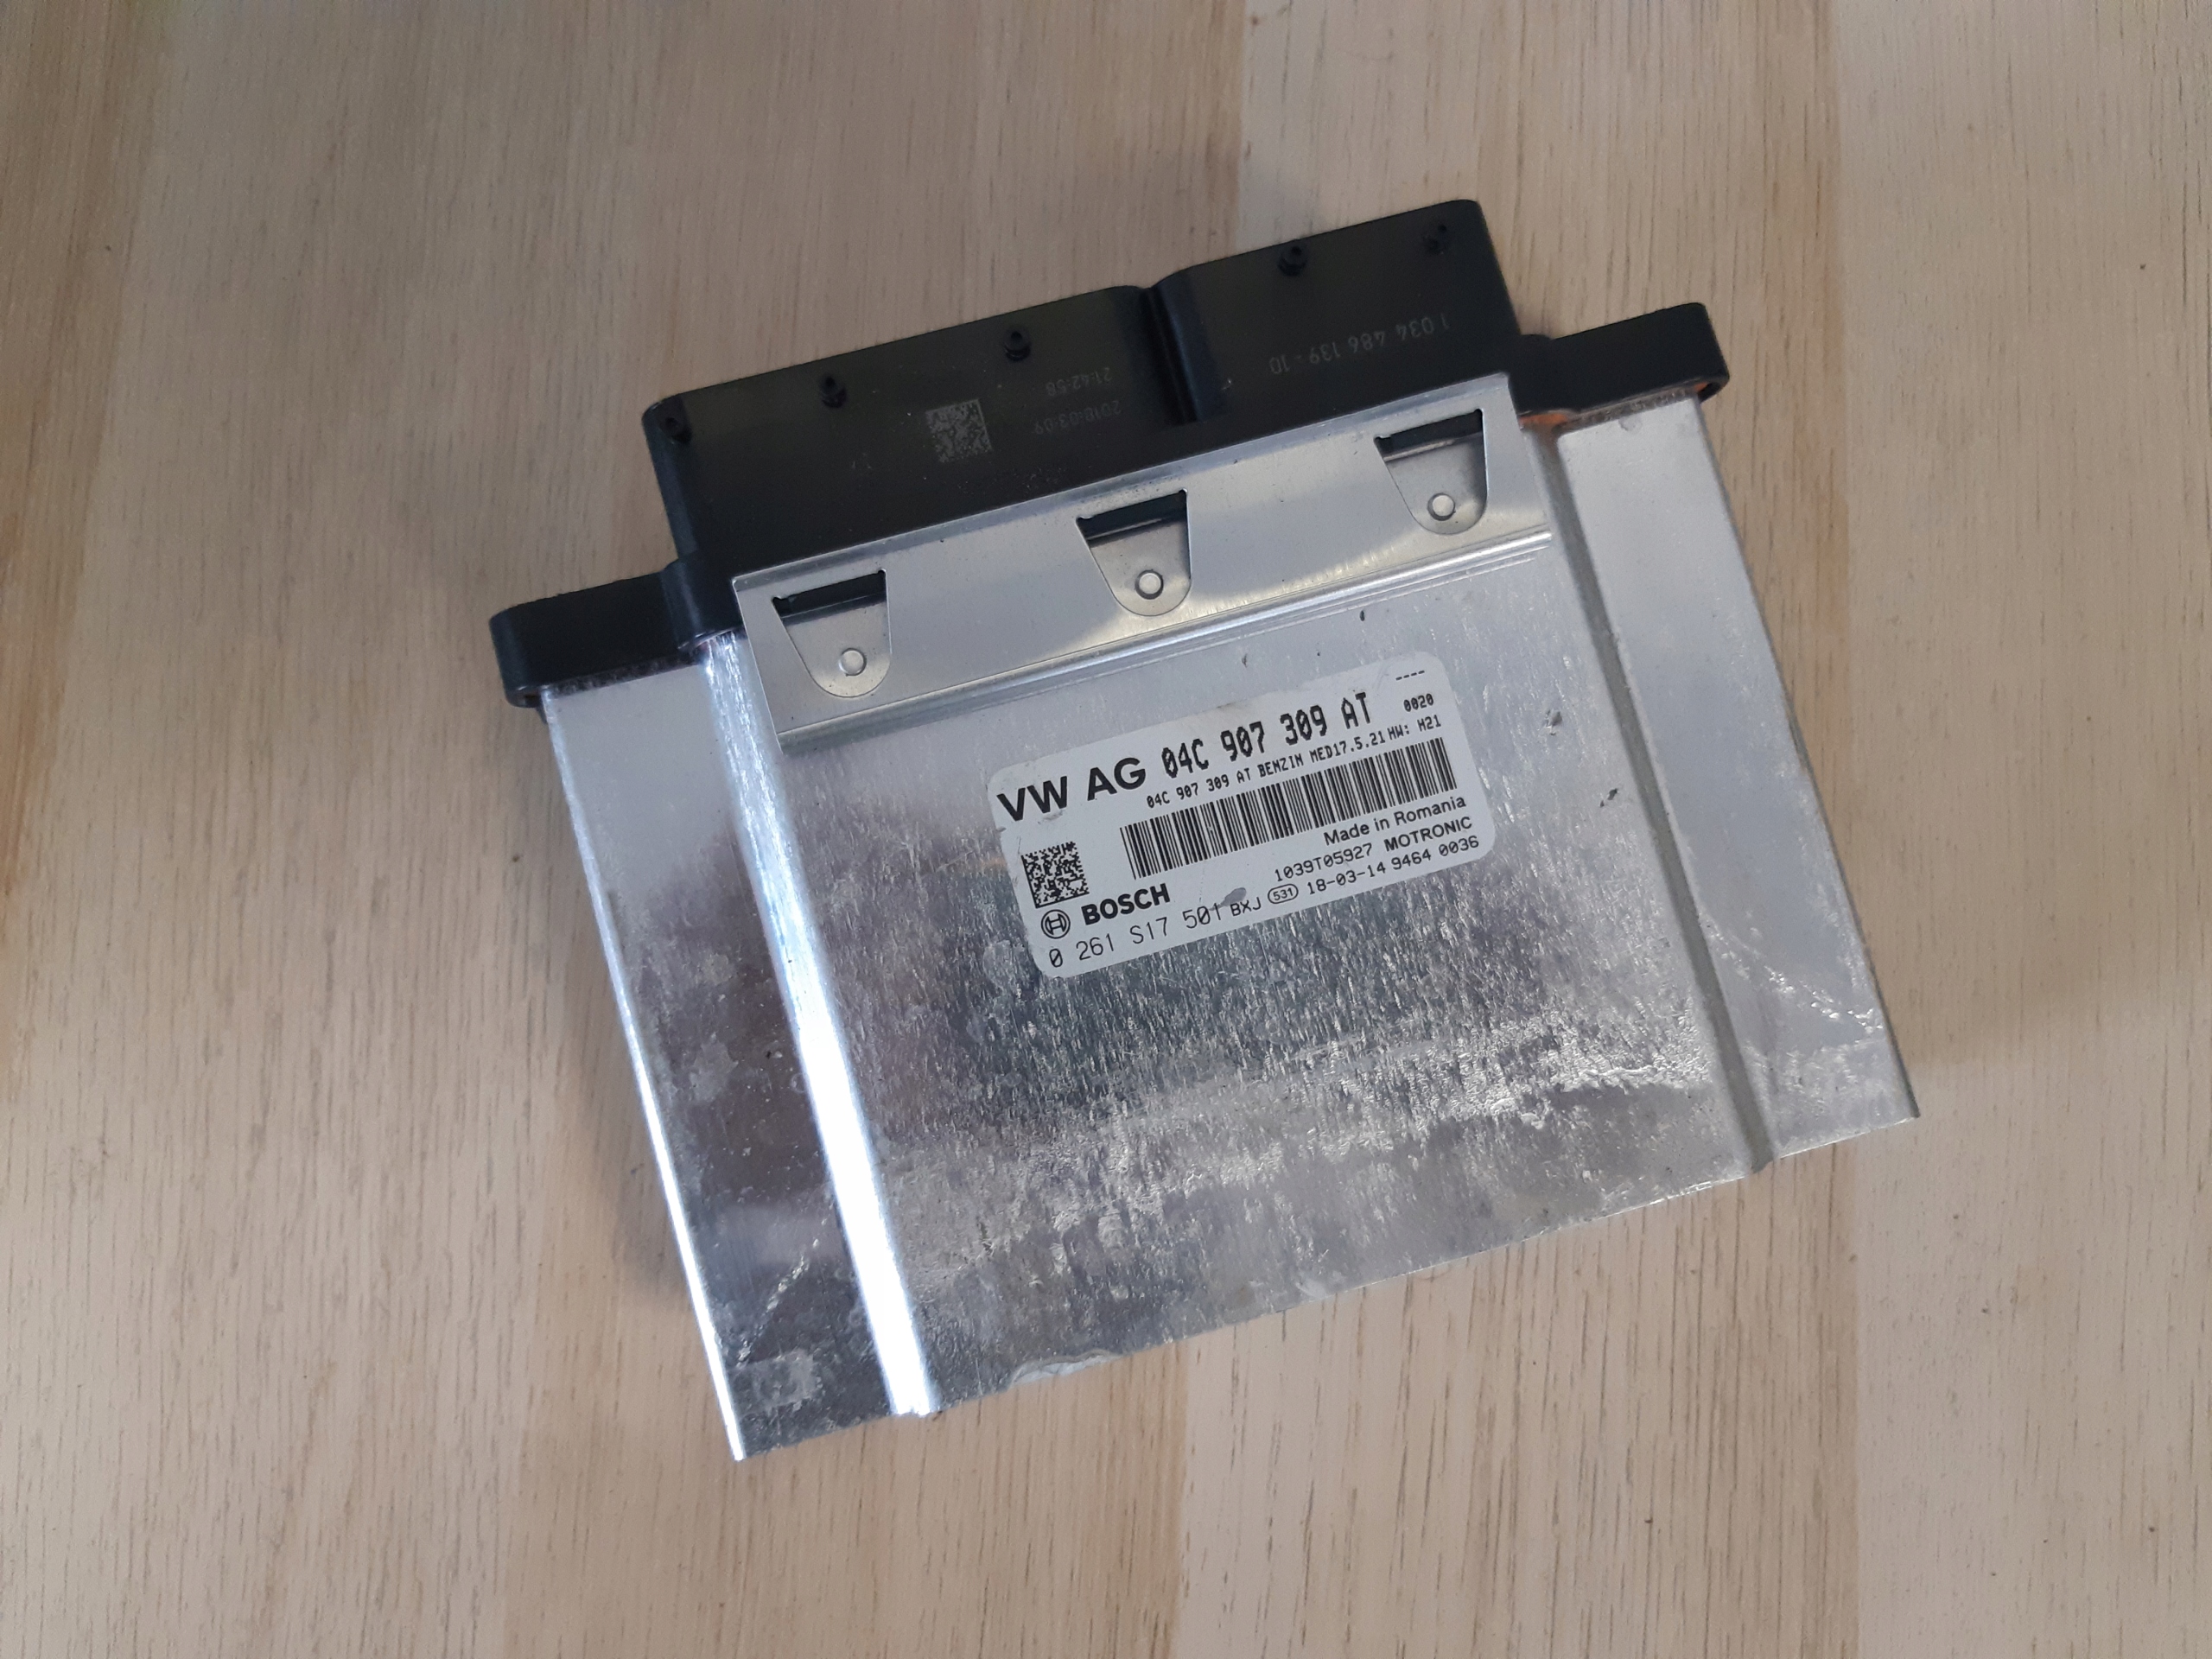 1 034 486 139-10
21:42:58
2018:03:09
VW AG 04C 907 309 AT
----
0020
04C 907 309 AT BENZIN MED17.5.21 HW: H21
Made in Romania
1039T05927 MOTRONIC
BOSCH
0 261 S17 501 BXJ 531 18-03-14 9464 0036